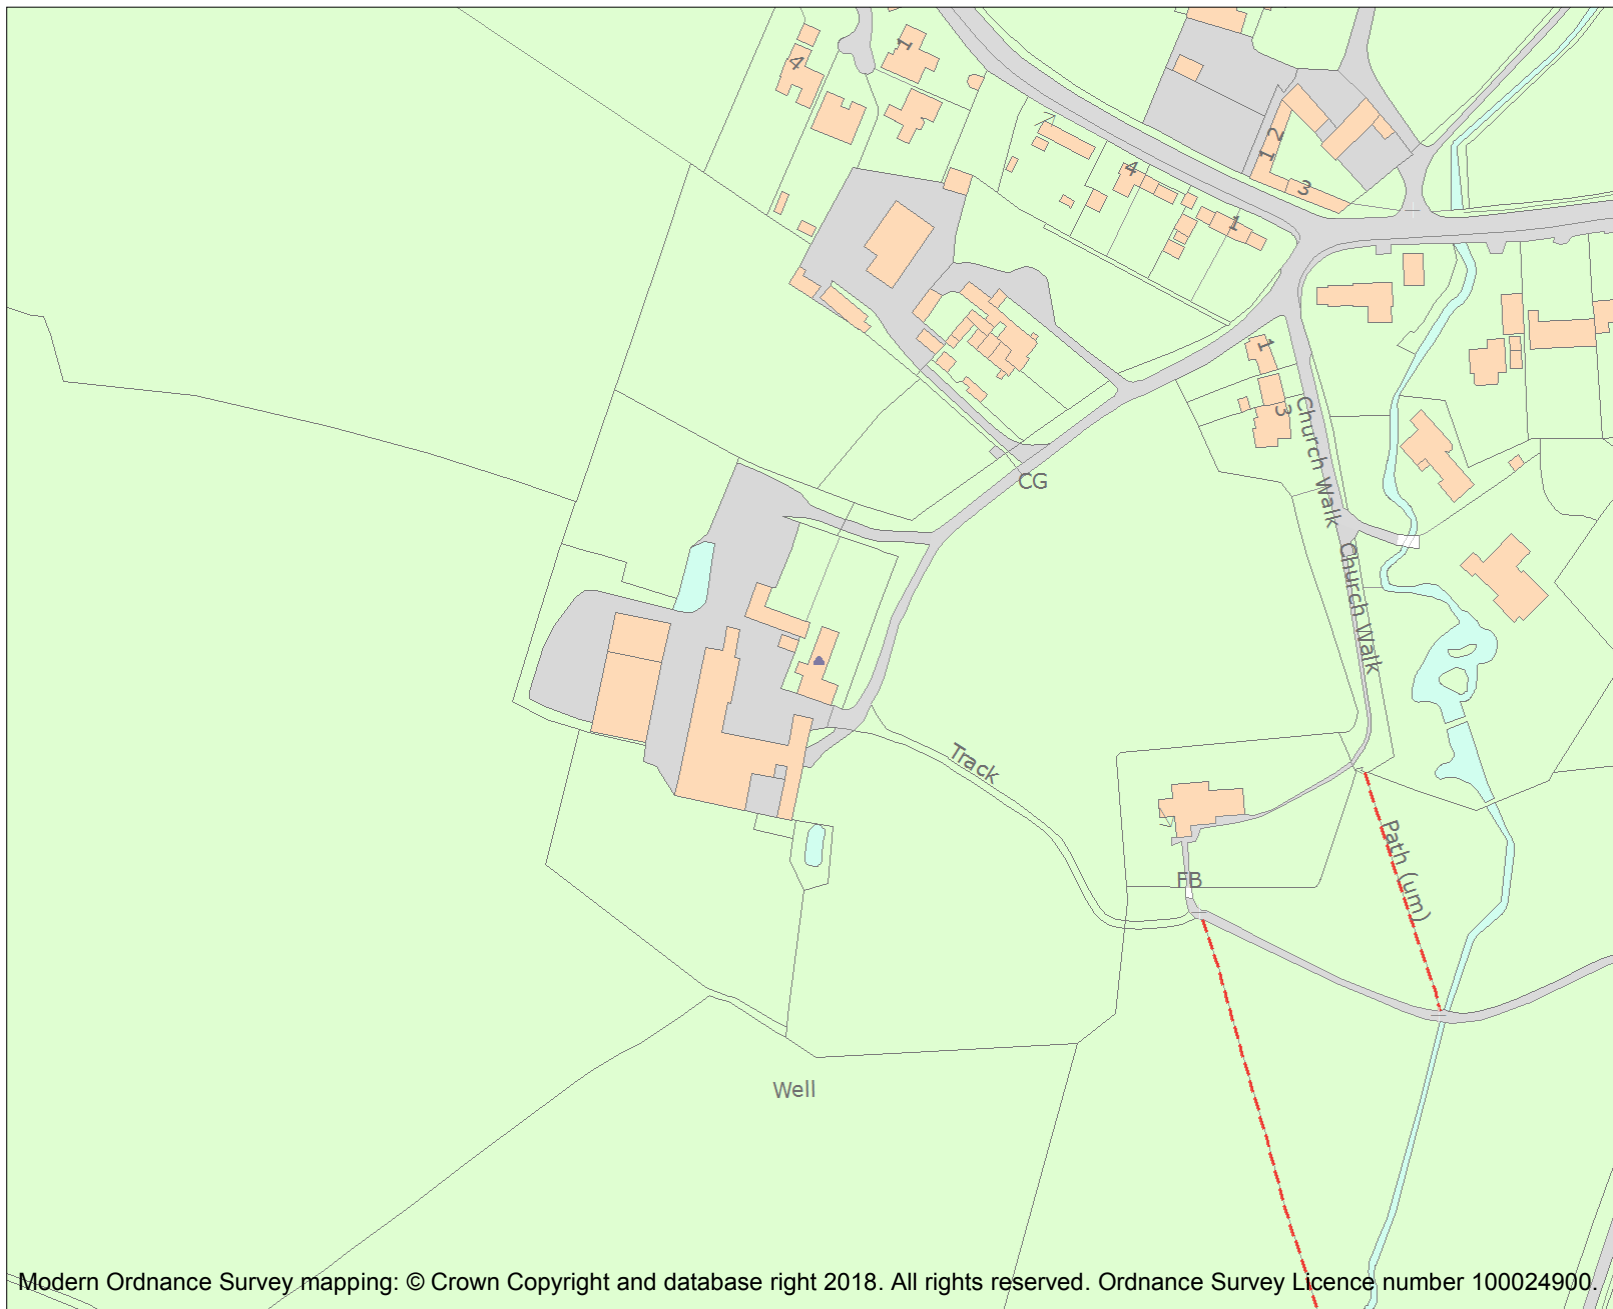 1
4
2
1
7
4
3
1
1
3
Church Walk
CG
Church Walk
Track
Path (um)
FB
Well
Modern Ordnance Survey mapping: © Crown Copyright and database right 2018. All rights reserved. Ordnance Survey Licence number 100024900.